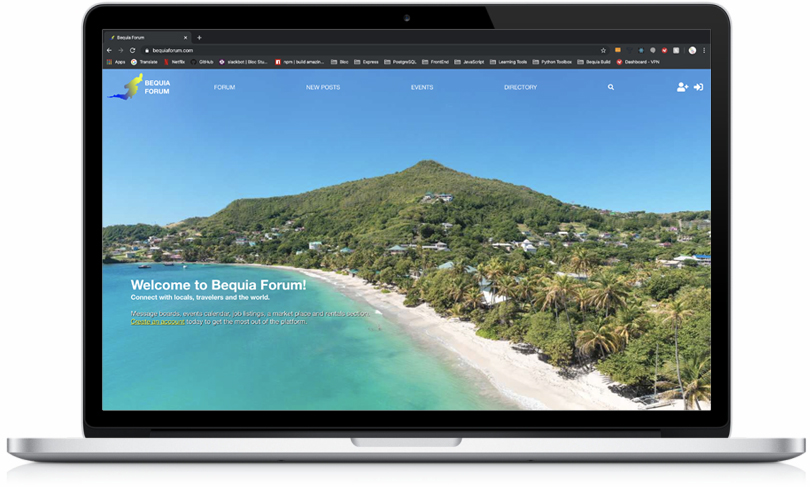 Bequia Forum
bequiaforum.com
Apps Translate Netflix GitHub slackbot | Bloc Stu... npm | build amazin... Bloc Express PostgreSQL FrontEnd JavaScript Learning Tools Python Toolbox Bequia Build Dashboard - VPN
BEQUIA
FORUM
FORUM NEW POSTS EVENTS DIRECTORY
Welcome to Bequia Forum!
Connect with locals, travelers and the world.
Message boards, events calendar, job listings, a market place and rentals section.
Create an account today to get the most out of the platform.